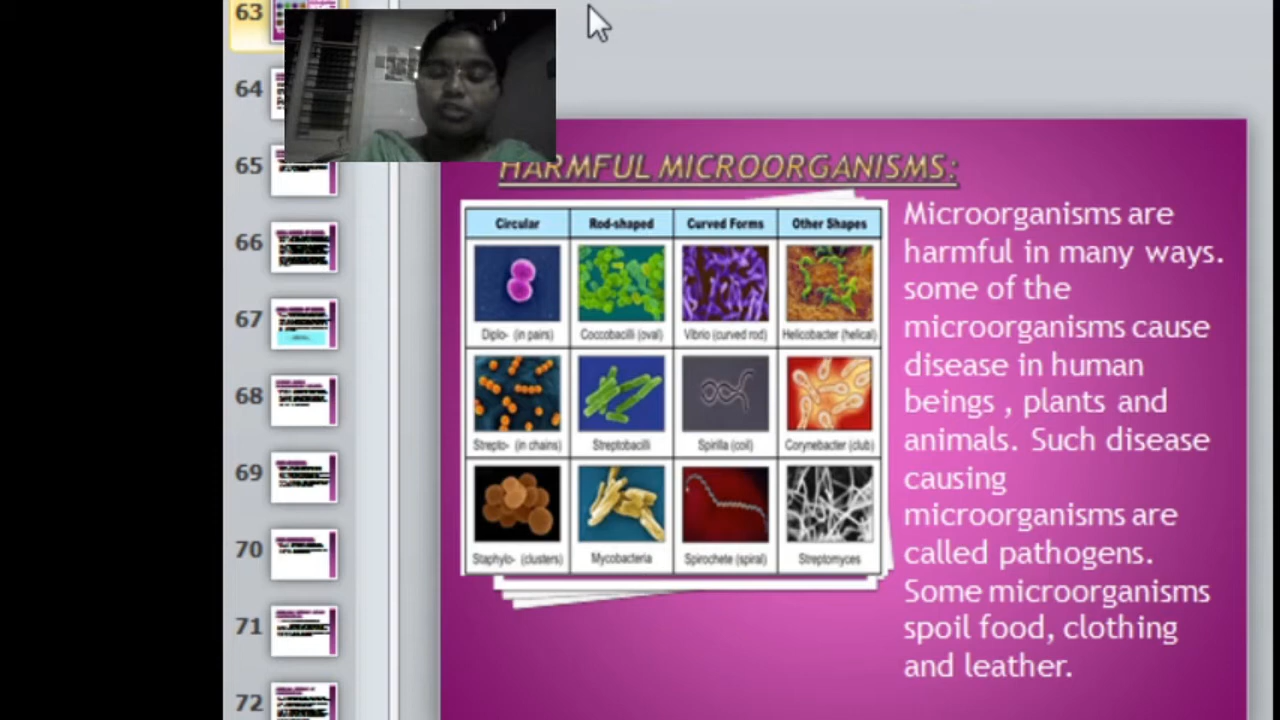 63
64
65
66
67
68
69
70
71
72
HARMFUL MICROORGANISMS:
Circular Rod-shaped Curved Forms Other Shapes
Diplo- (in pairs) Coccobacilli (oval) Vibrio (curved rod) Helicobacter (helical)
Strepto- (in chains) Streptobacilli Spirilla (coil) Corynebacter (club)
Staphylo- (clusters) Mycobacteria Spirochete (spiral) Streptomyces
Microorganisms are
harmful in many ways.
some of the
microorganisms cause
disease in human
beings , plants and
animals. Such disease
causing
microorganisms are
called pathogens.
Some microorganisms
spoil food, clothing
and leather.